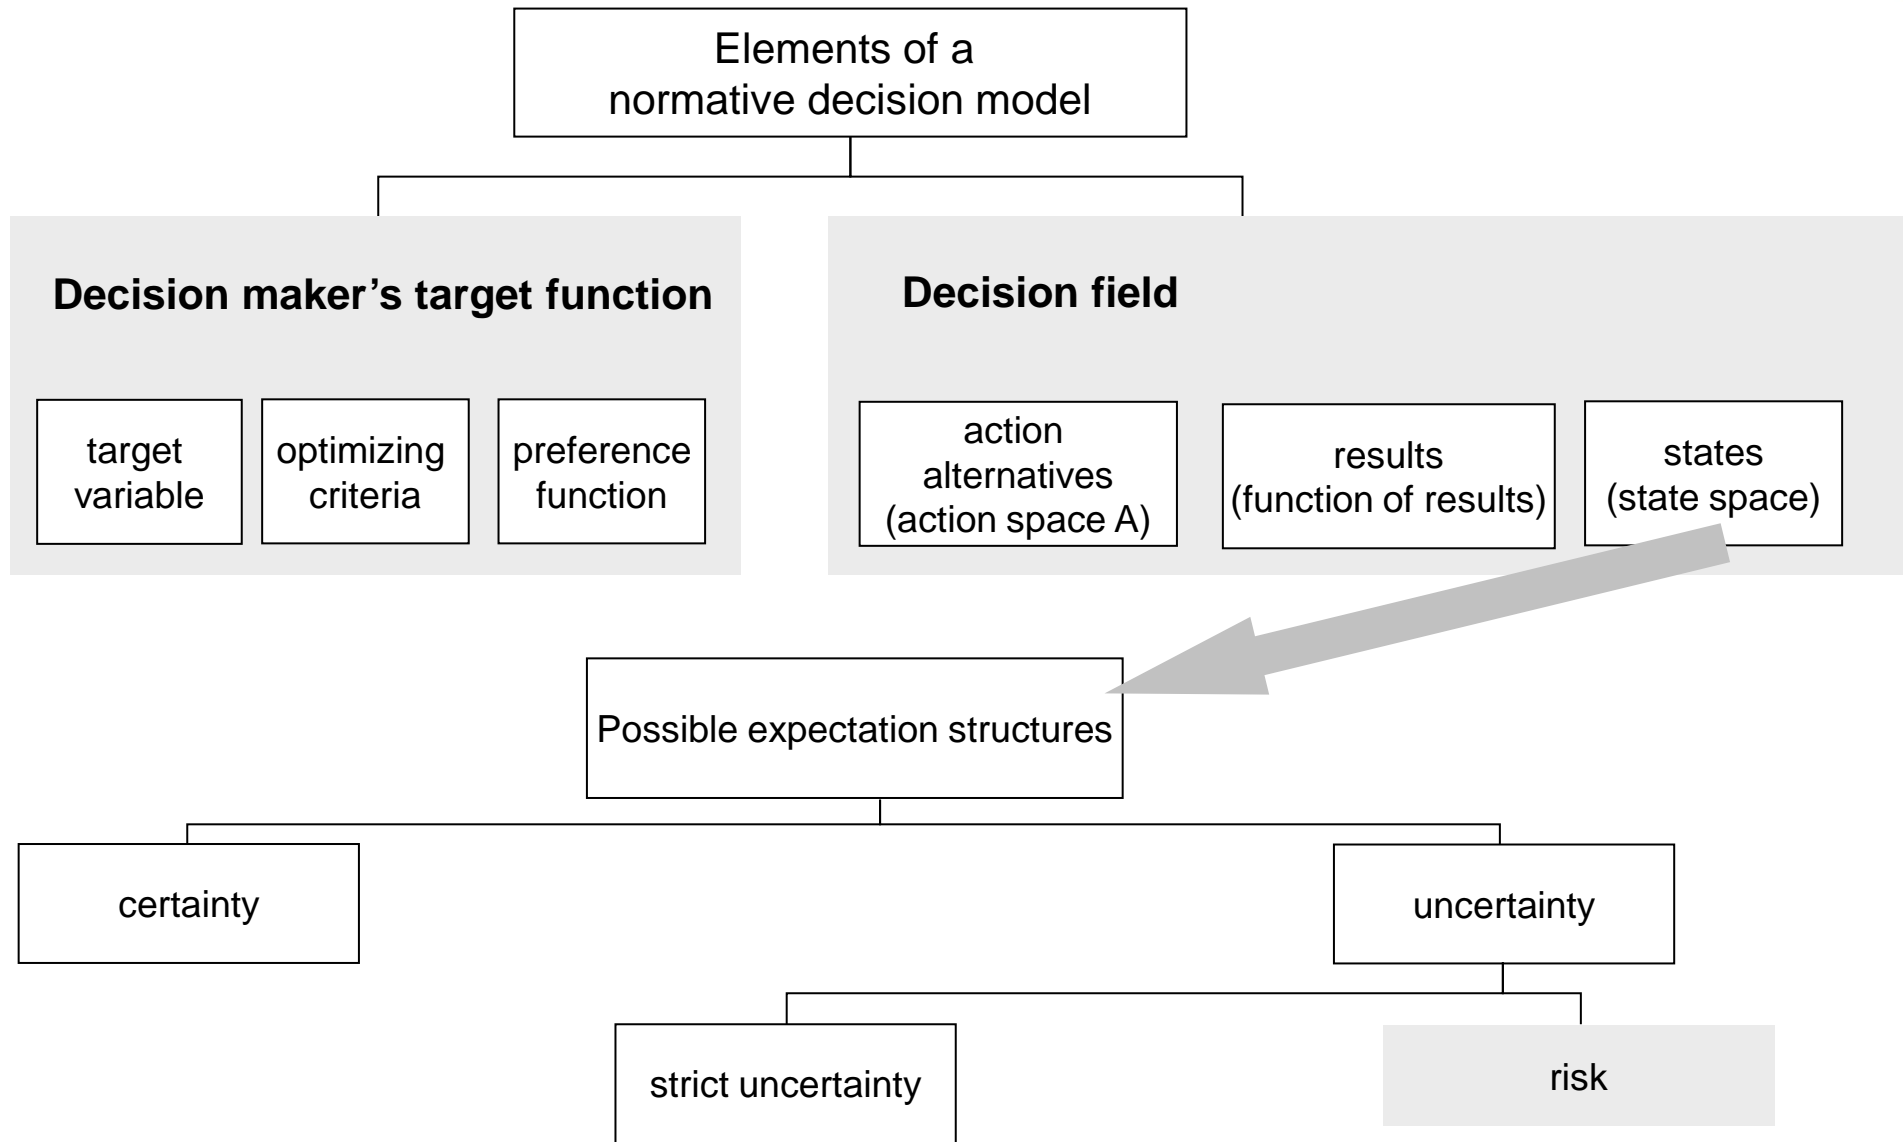 Elements of a
normative decision model
Decision maker’s target function
Decision field
target
variable
optimizing
criteria
preference
function
action
alternatives
(action space A)
results
(function of results)
states
(state space)
Possible expectation structures
certainty
uncertainty
strict uncertainty
risk